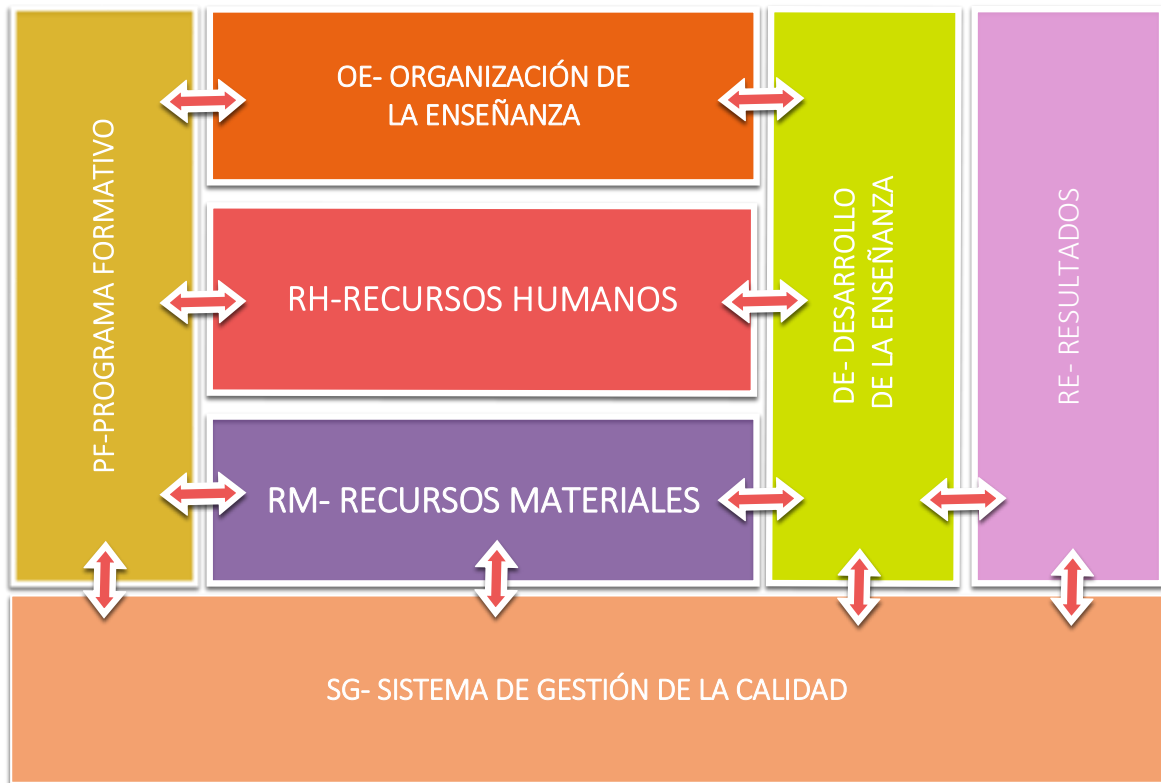 PF-PROGRAMA FORMATIVO
OE- ORGANIZACIÓN DE
LA ENSEÑANZA
RH-RECURSOS HUMANOS
RM- RECURSOS MATERIALES
DE- DESARROLLO
DE LA ENSEÑANZA
RE- RESULTADOS
SG- SISTEMA DE GESTIÓN DE LA CALIDAD